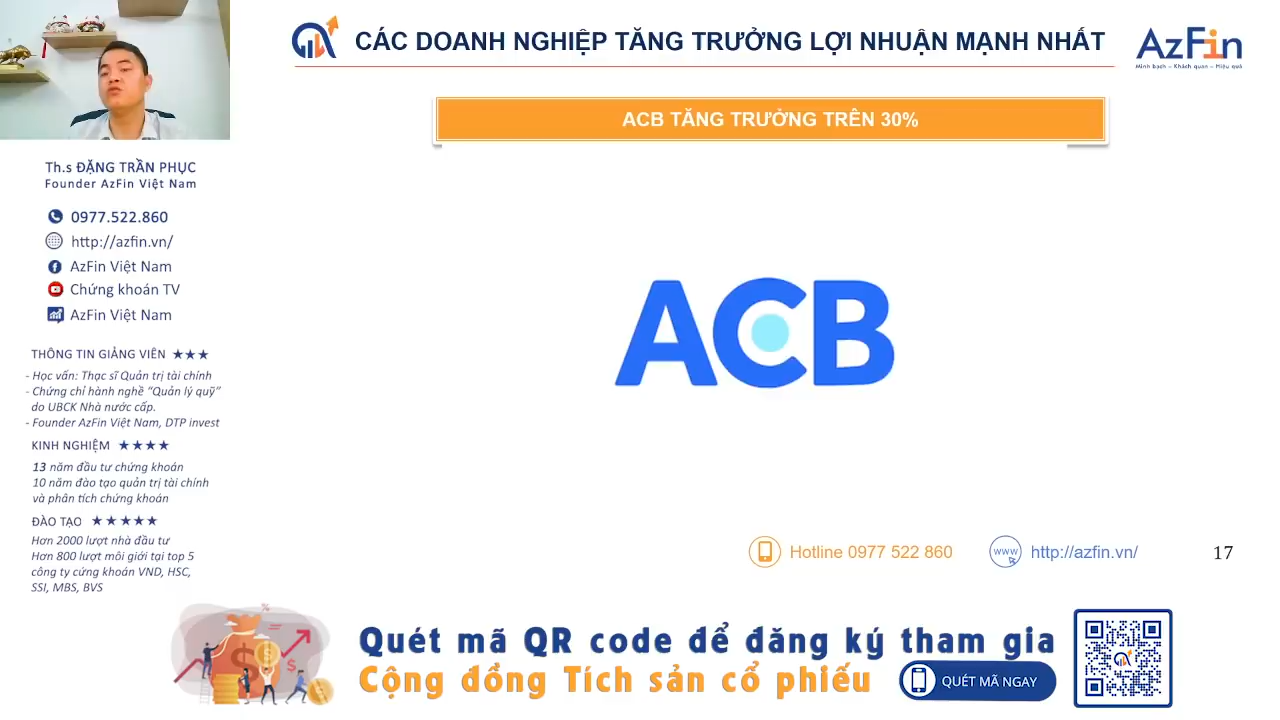 CÁC DOANH NGHIỆP TĂNG TRƯỞNG LỢI NHUẬN MẠNH NHẤT
AzFin
Minh bạch – Khách quan – Hiệu quả
ACB TĂNG TRƯỞNG TRÊN 30%
Th.s ĐẶNG TRẦN PHỤC
Founder AzFin Việt Nam
0977.522.860
http://azfin.vn/
AzFin Việt Nam
Chứng khoán TV
AzFin Việt Nam
THÔNG TIN GIẢNG VIÊN ★★★
- Học vấn: Thạc sĩ Quản trị tài chính
- Chứng chỉ hành nghề “Quản lý quỹ”
do UBCK Nhà nước cấp.
- Founder AzFin Việt Nam, DTP invest
KINH NGHIỆM ★★★★
13 năm đầu tư chứng khoán
10 năm đào tạo quản trị tài chính
và phân tích chứng khoán
ĐÀO TẠO ★★★★★
Hơn 2000 lượt nhà đầu tư
Hơn 800 lượt môi giới tại top 5
công ty cứng khoán VND, HSC,
SSI, MBS, BVS
ACB
Hotline 0977 522 860
www
http://azfin.vn/
17
Quét mã QR code để đăng ký tham gia
Cộng đồng Tích sản cổ phiếu
QUÉT MÃ NGAY